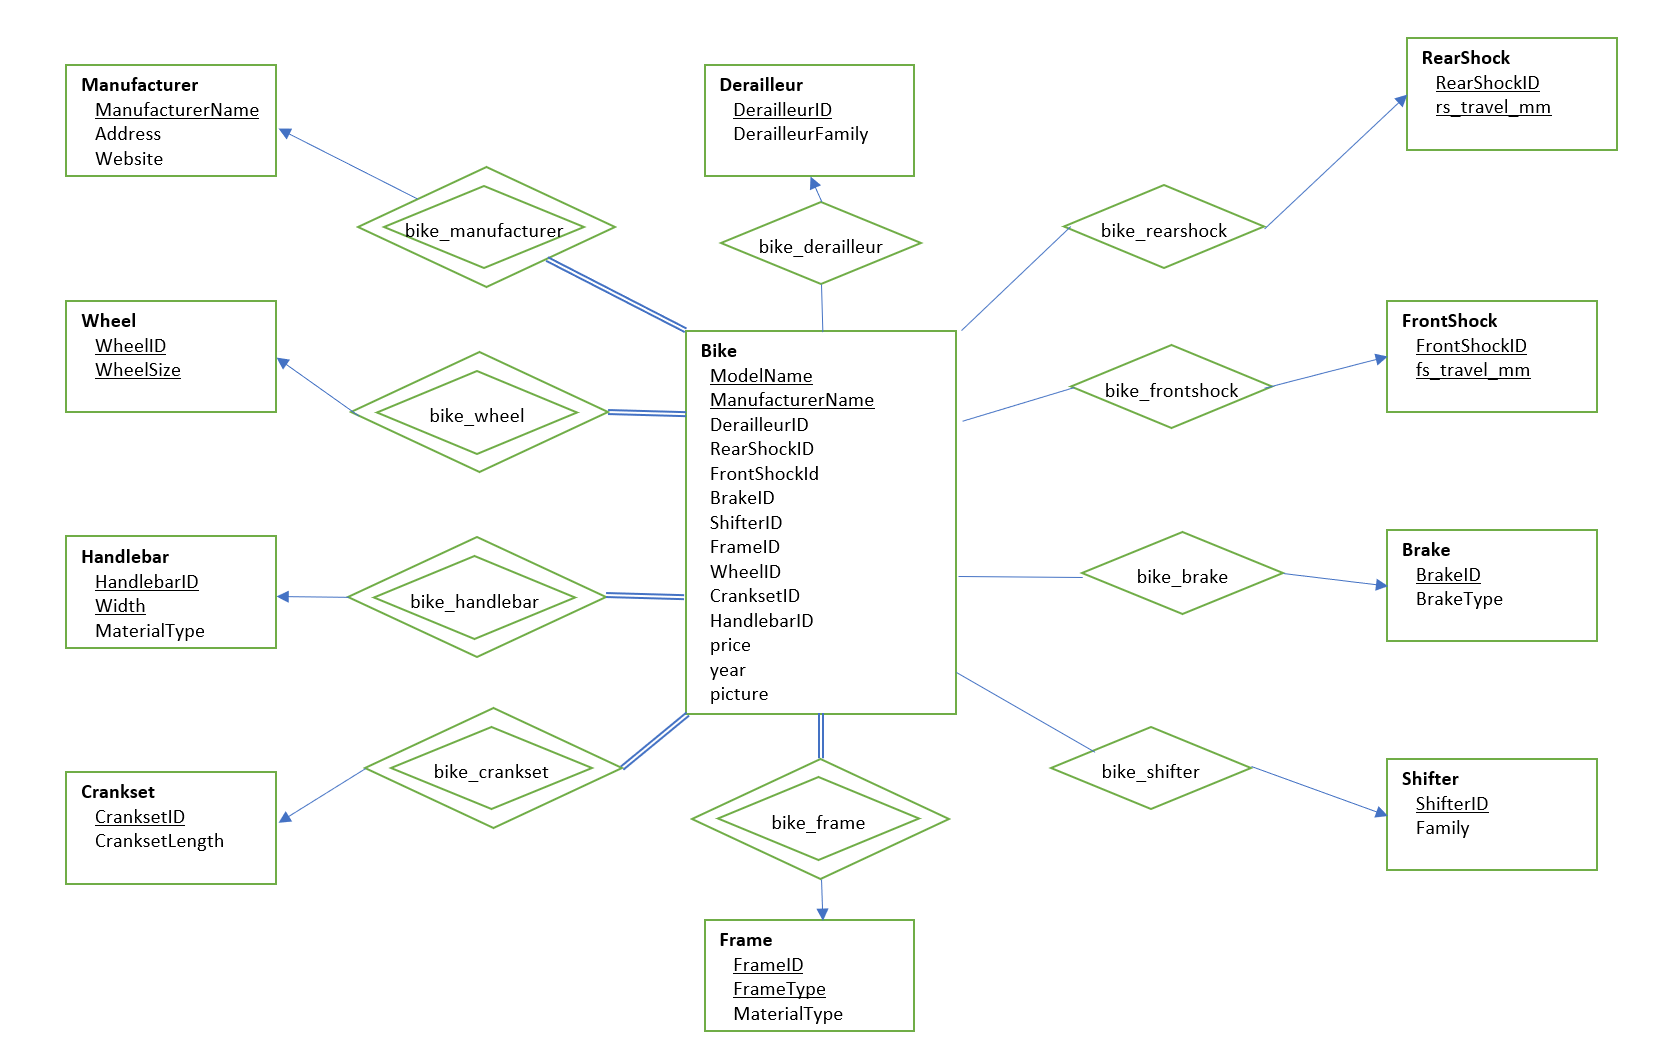 Manufacturer
ManufacturerName
Address
Website
Derailleur
DerailleurID
DerailleurFamily
RearShock
RearShockID
rs_travel_mm
bike_manufacturer
bike_derailleur
bike_rearshock
Wheel
WheelID
WheelSize
bike_wheel
Bike
ModelName
ManufacturerName
DerailleurID
RearShockID
FrontShockId
BrakeID
ShifterID
FrameID
WheelID
CranksetID
HandlebarID
price
year
picture
bike_frontshock
FrontShock
FrontShockID
fs_travel_mm
Handlebar
HandlebarID
Width
MaterialType
bike_handlebar
bike_brake
Brake
BrakeID
BrakeType
Crankset
CranksetID
CranksetLength
bike_crankset
bike_frame
bike_shifter
Shifter
ShifterID
Family
Frame
FrameID
FrameType
MaterialType